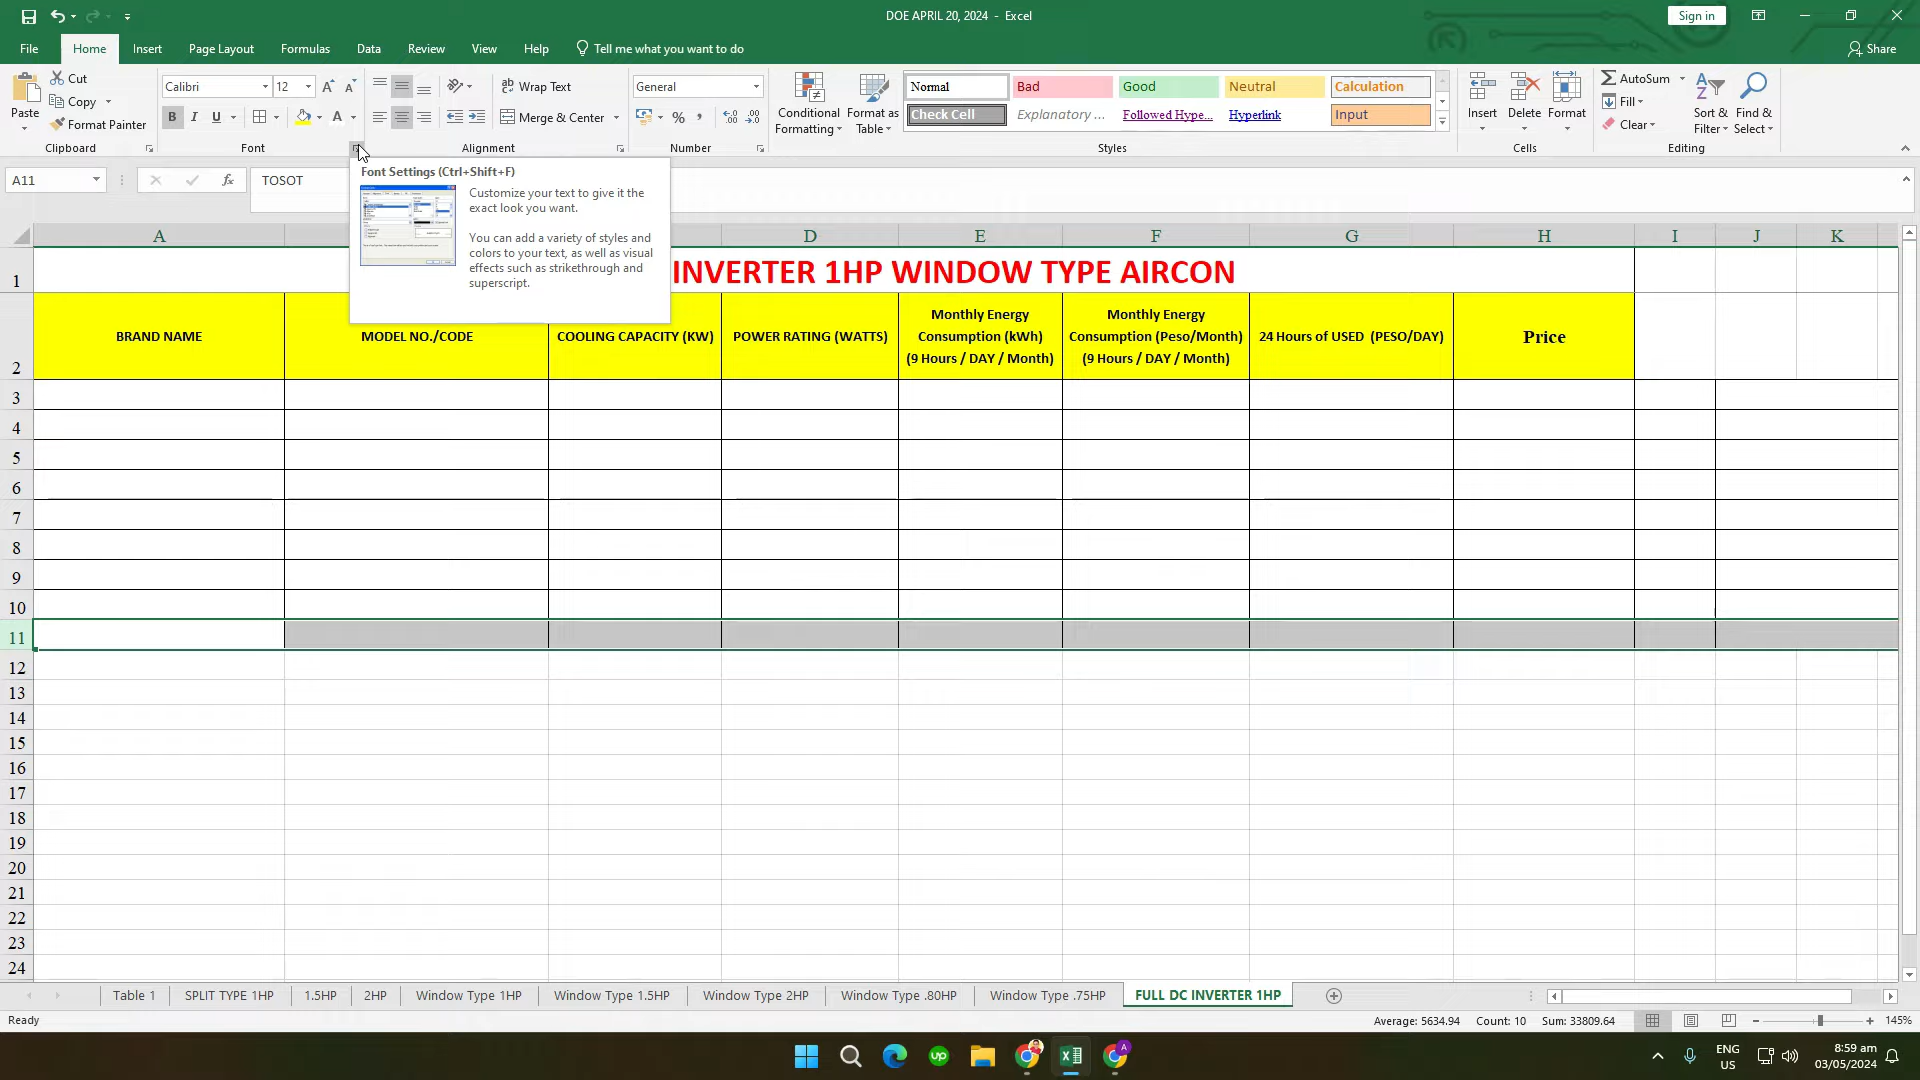 DOE APRIL 20, 2024 - Excel
Sign in
File Home Insert Page Layout Formulas Data Review View Help Tell me what you want to do Share
Paste Cut Copy Format Painter Clipboard
Calibri 12 B I U A Font
Wrap Text Merge & Center Alignment
General % , Number
Conditional Formatting Format as Table
Normal Bad Good Neutral Calculation
Check Cell Explanatory ... Followed Hype... Hyperlink Input
Styles
Insert Delete Format Cells
AutoSum Fill Clear Sort & Filter Find & Select Editing
A11 fx TOSOT
Font Settings (Ctrl+Shift+F)
Customize your text to give it the
exact look you want.
You can add a variety of styles and
colors to your text, as well as visual
effects such as strikethrough and
superscript.
A D E F G H I J K
1 INVERTER 1HP WINDOW TYPE AIRCON
2
BRAND NAME
MODEL NO./CODE
COOLING CAPACITY (KW)
POWER RATING (WATTS)
Monthly Energy
Consumption (kWh)
(9 Hours / DAY / Month)
Monthly Energy
Consumption (Peso/Month)
(9 Hours / DAY / Month)
24 Hours of USED (PESO/DAY)
Price
3
4
5
6
7
8
9
10
11
12
13
14
15
16
17
18
19
20
21
22
23
24
Table 1 SPLIT TYPE 1HP 1.5HP 2HP Window Type 1HP Window Type 1.5HP Window Type 2HP Window Type .80HP Window Type .75HP FULL DC INVERTER 1HP
Ready Average: 5634.94 Count: 10 Sum: 33809.64 145%
up A
ENG
US
8:59 am
03/05/2024